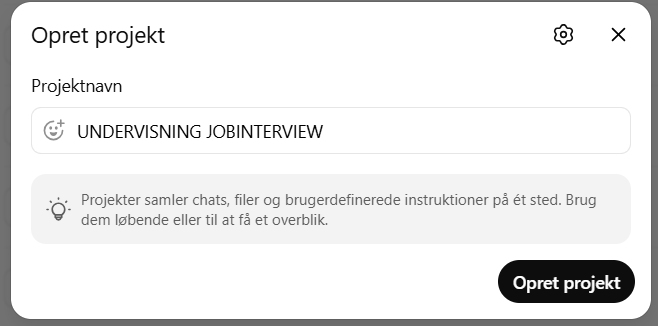 Opret projekt
Projektnavn
UNDERVISNING JOBINTERVIEW
Projekter samler chats, filer og brugerdefinerede instruktioner på ét sted. Brug
dem løbende eller til at få et overblik.
Opret projekt